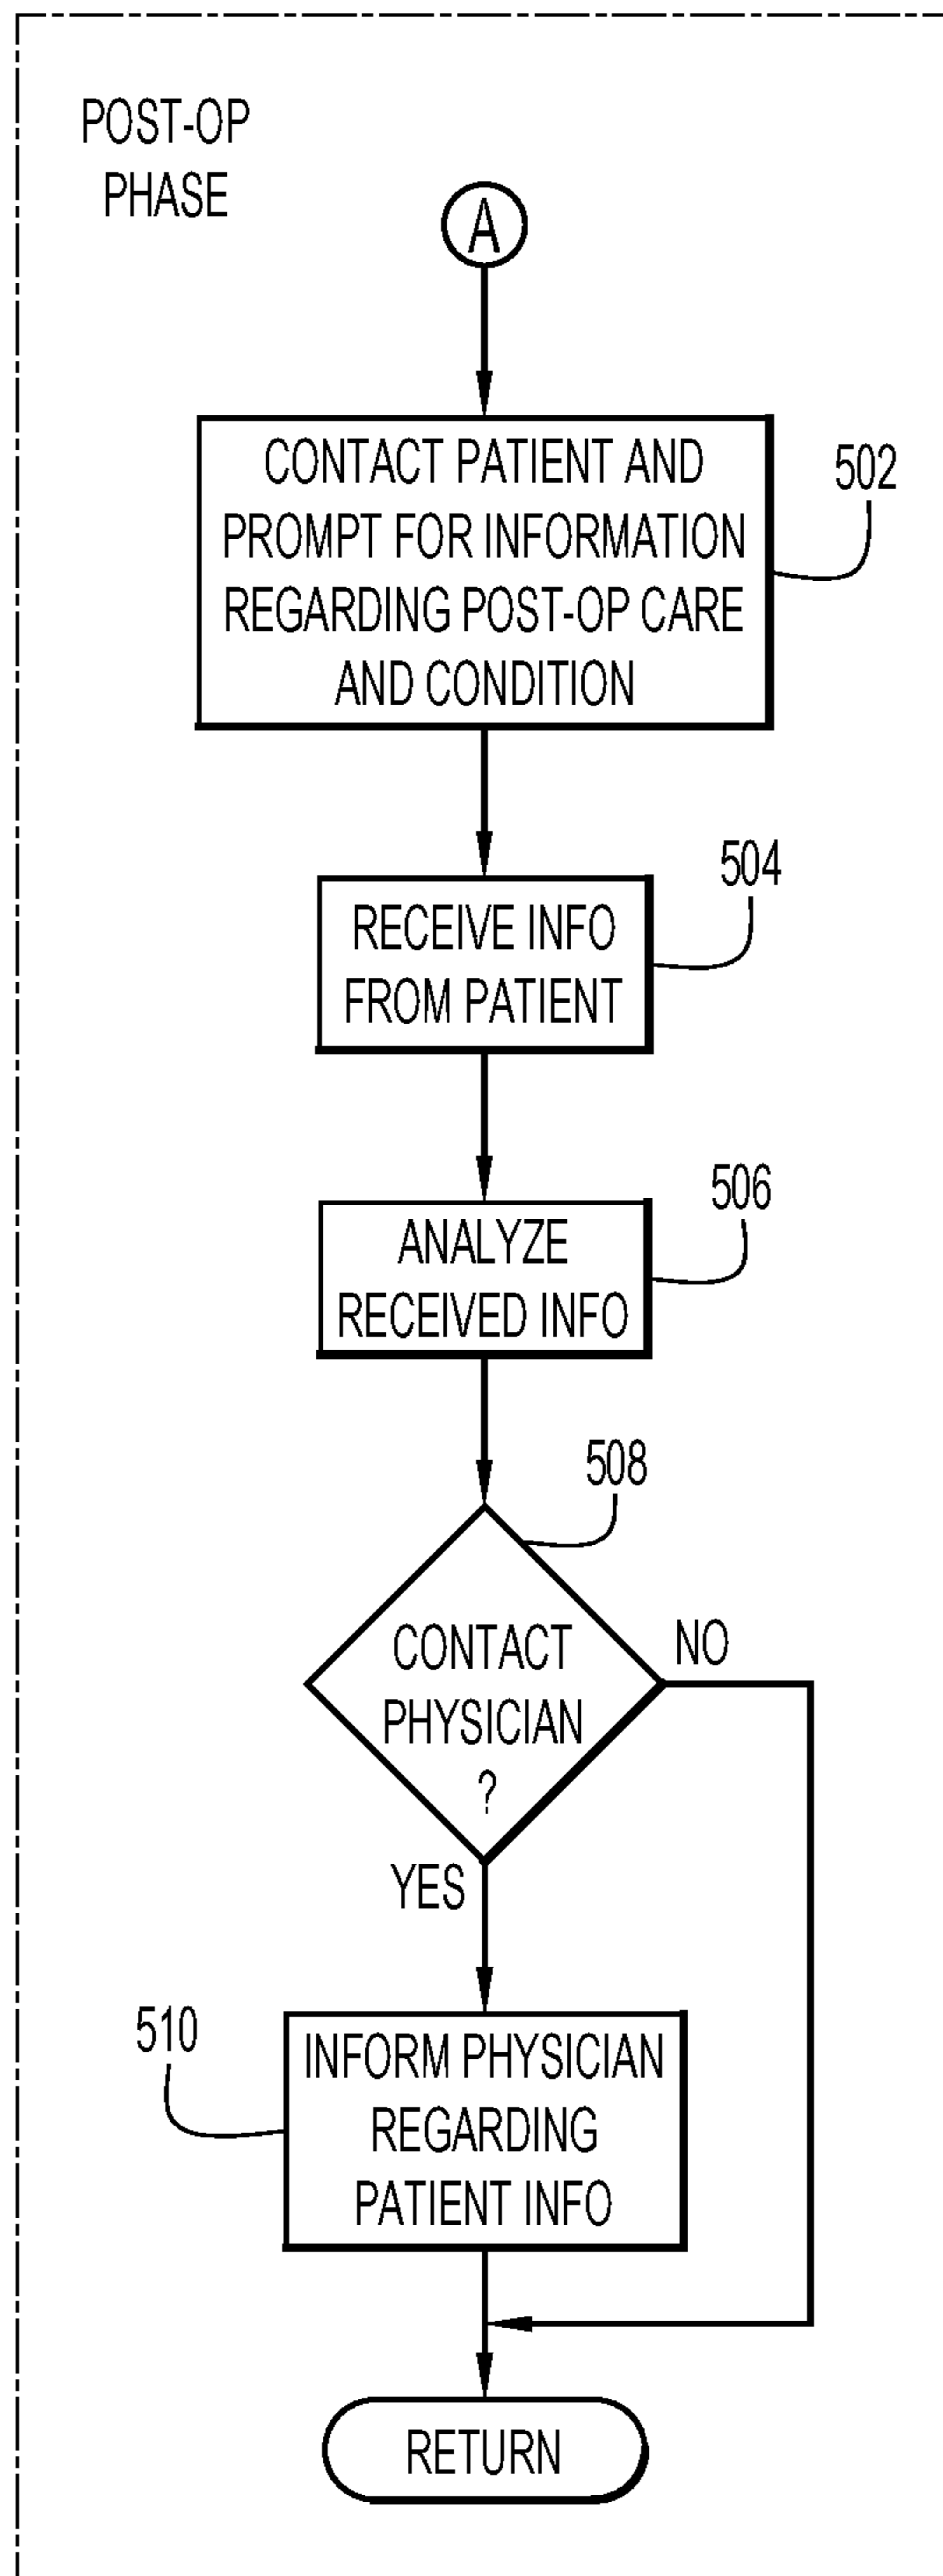 POST-OP
PHASE
A
CONTACT PATIENT AND
PROMPT FOR INFORMATION
REGARDING POST-OP CARE
AND CONDITION
502
RECEIVE INFO
FROM PATIENT
504
ANALYZE
RECEIVED INFO
506
508
CONTACT
PHYSICIAN
?
NO
YES
510
INFORM PHYSICIAN
REGARDING
PATIENT INFO
RETURN